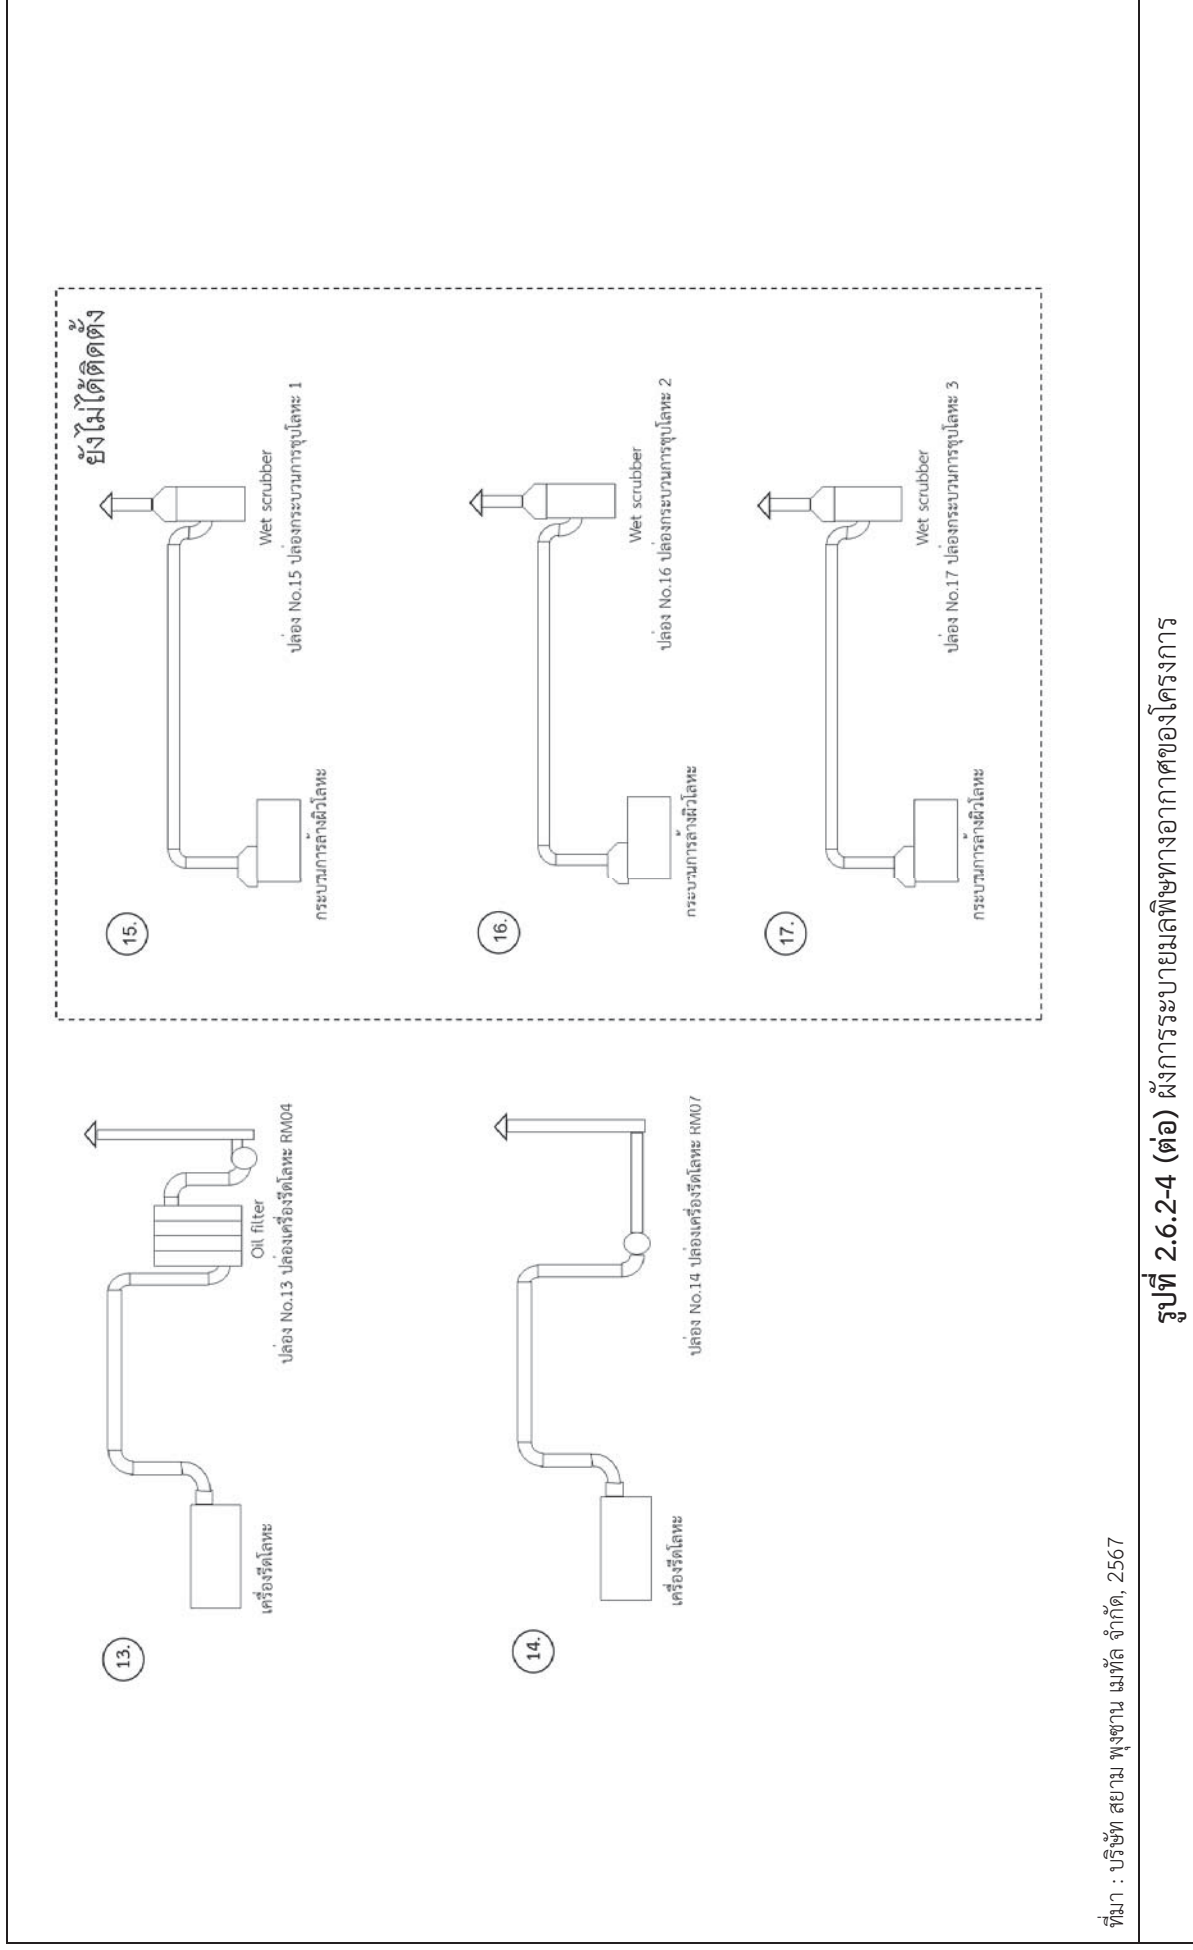 13.
เครื่องรีดโลหะ
Oil filter
ปล่อง No.13 ปล่องเครื่องรีดโลหะ RM04
14.
เครื่องรีดโลหะ
ปล่อง No.14 ปล่องเครื่องรีดโลหะ RM07
ยังไม่ได้ติดตั้ง
15.
กระบวนการล้างผิวโลหะ
Wet scrubber
ปล่อง No.15 ปล่องกระบวนการชุบโลหะ 1
16.
กระบวนการล้างผิวโลหะ
Wet scrubber
ปล่อง No.16 ปล่องกระบวนการชุบโลหะ 2
17.
กระบวนการล้างผิวโลหะ
Wet scrubber
ปล่อง No.17 ปล่องกระบวนการชุบโลหะ 3
ที่มา : บริษัท สยาม พุงซาน เมทัล จำกัด, 2567
รูปที่ 2.6.2-4 (ต่อ) ผังการระบายมลพิษทางอากาศของโครงการ